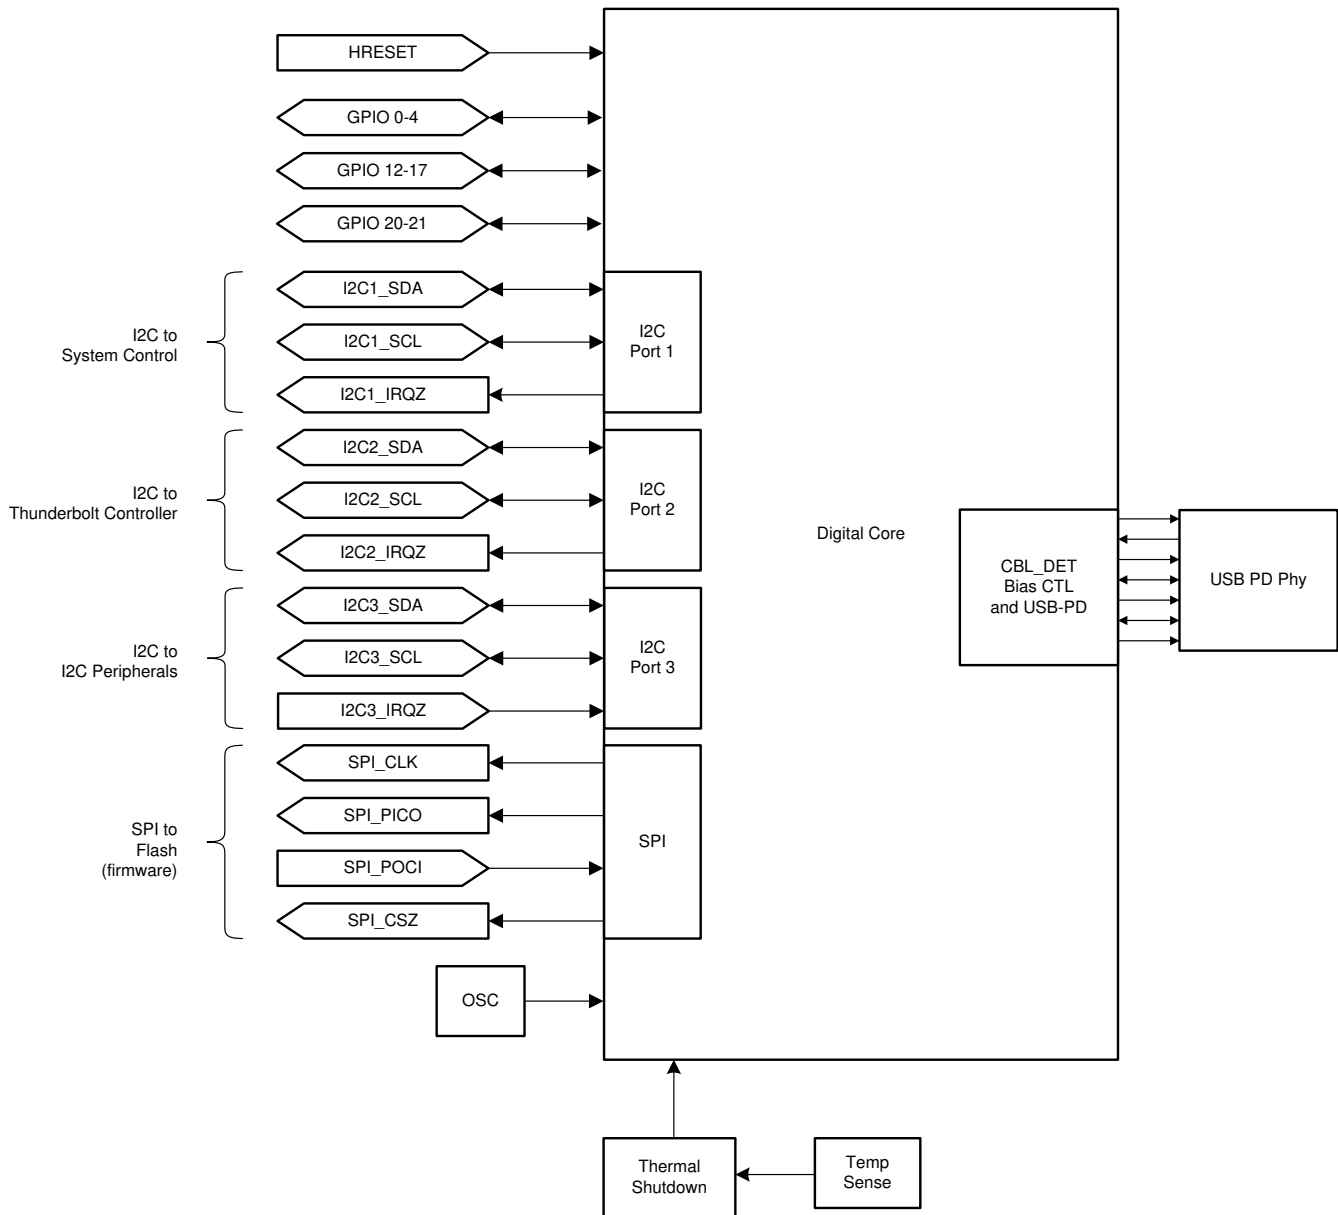 HRESET
GPIO 0-4
GPIO 12-17
GPIO 20-21
I2C to
System Control
I2C1_SDA
I2C1_SCL
I2C1_IRQZ
I2C
Port 1
I2C to
Thunderbolt Controller
I2C2_SDA
I2C2_SCL
I2C2_IRQZ
I2C
Port 2
Digital Core
CBL_DET
Bias CTL
and USB-PD
USB PD Phy
I2C to
I2C Peripherals
I2C3_SDA
I2C3_SCL
I2C3_IRQZ
I2C
Port 3
SPI to
Flash
(firmware)
SPI_CLK
SPI_PICO
SPI_POCI
SPI_CSZ
SPI
OSC
Thermal
Shutdown
Temp
Sense